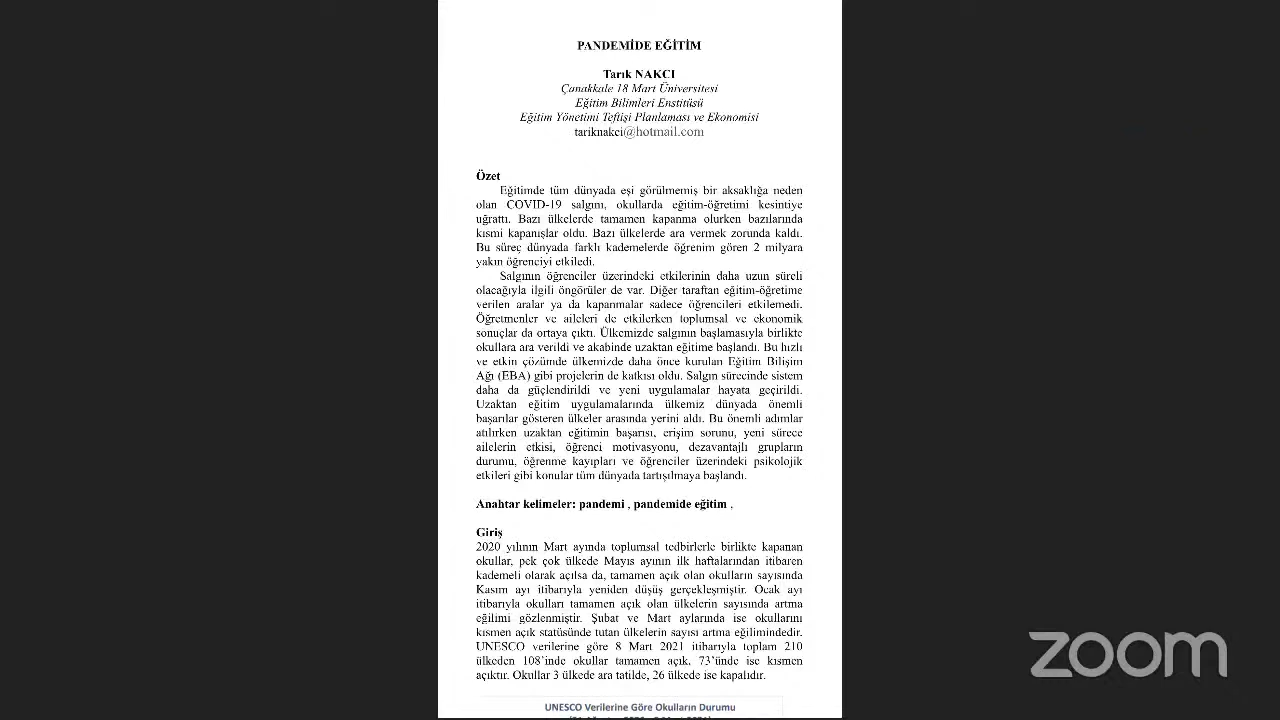 PANDEMİDE EĞİTİM
Tarık NAKCI
Çanakkale 18 Mart Üniversitesi
Eğitim Bilimleri Enstitüsü
Eğitim Yönetimi Teftişi Planlaması ve Ekonomisi
tariknakci@hotmail.com
Özet
Eğitimde tüm dünyada eşi görülmemiş bir aksaklığa neden
olan COVID-19 salgını, okullarda eğitim-öğretimi kesintiye
uğrattı. Bazı ülkelerde tamamen kapanma olurken bazılarında
kısmi kapanışlar oldu. Bazı ülkelerde ara vermek zorunda kaldı.
Bu süreç dünyada farklı kademelerde öğrenim gören 2 milyara
yakın öğrenciyi etkiledi.
Salgının öğrenciler üzerindeki etkilerinin daha uzun süreli
olacağıyla ilgili öngörüler de var. Diğer taraftan eğitim-öğretime
verilen aralar ya da kapanmalar sadece öğrencileri etkilemedi.
Öğretmenler ve aileleri de etkilerken toplumsal ve ekonomik
sonuçlar da ortaya çıktı. Ülkemizde salgının başlamasıyla birlikte
okullara ara verildi ve akabinde uzaktan eğitime başlandı. Bu hızlı
ve etkin çözümde ülkemizde daha önce kurulan Eğitim Bilişim
Ağı (EBA) gibi projelerin de katkısı oldu. Salgın sürecinde sistem
daha da güçlendirildi ve yeni uygulamalar hayata geçirildi.
Uzaktan eğitim uygulamalarında ülkemiz dünyada önemli
başarılar gösteren ülkeler arasında yerini aldı. Bu önemli adımlar
atılırken uzaktan eğitimin başarısı, erişim sorunu, yeni sürece
ailelerin etkisi, öğrenci motivasyonu, dezavantajlı grupların
durumu, öğrenme kayıpları ve öğrenciler üzerindeki psikolojik
etkileri gibi konular tüm dünyada tartışılmaya başlandı.
Anahtar kelimeler: pandemi , pandemide eğitim ,
Giriş
2020 yılının Mart ayında toplumsal tedbirlerle birlikte kapanan
okullar, pek çok ülkede Mayıs ayının ilk haftalarından itibaren
kademeli olarak açılsa da, tamamen açık olan okulların sayısında
Kasım ayı itibarıyla yeniden düşüş gerçekleşmiştir. Ocak ayı
itibarıyla okulları tamamen açık olan ülkelerin sayısında artma
eğilimi gözlenmiştir. Şubat ve Mart aylarında ise okullarını
kısmen açık statüsünde tutan ülkelerin sayısı artma eğilimindedir.
UNESCO verilerine göre 8 Mart 2021 itibarıyla toplam 210
ülkeden 108’inde okullar tamamen açık, 73’ünde ise kısmen
açıktır. Okullar 3 ülkede ara tatilde, 26 ülkede ise kapalıdır.
UNESCO Verilerine Göre Okulların Durumu
zoom